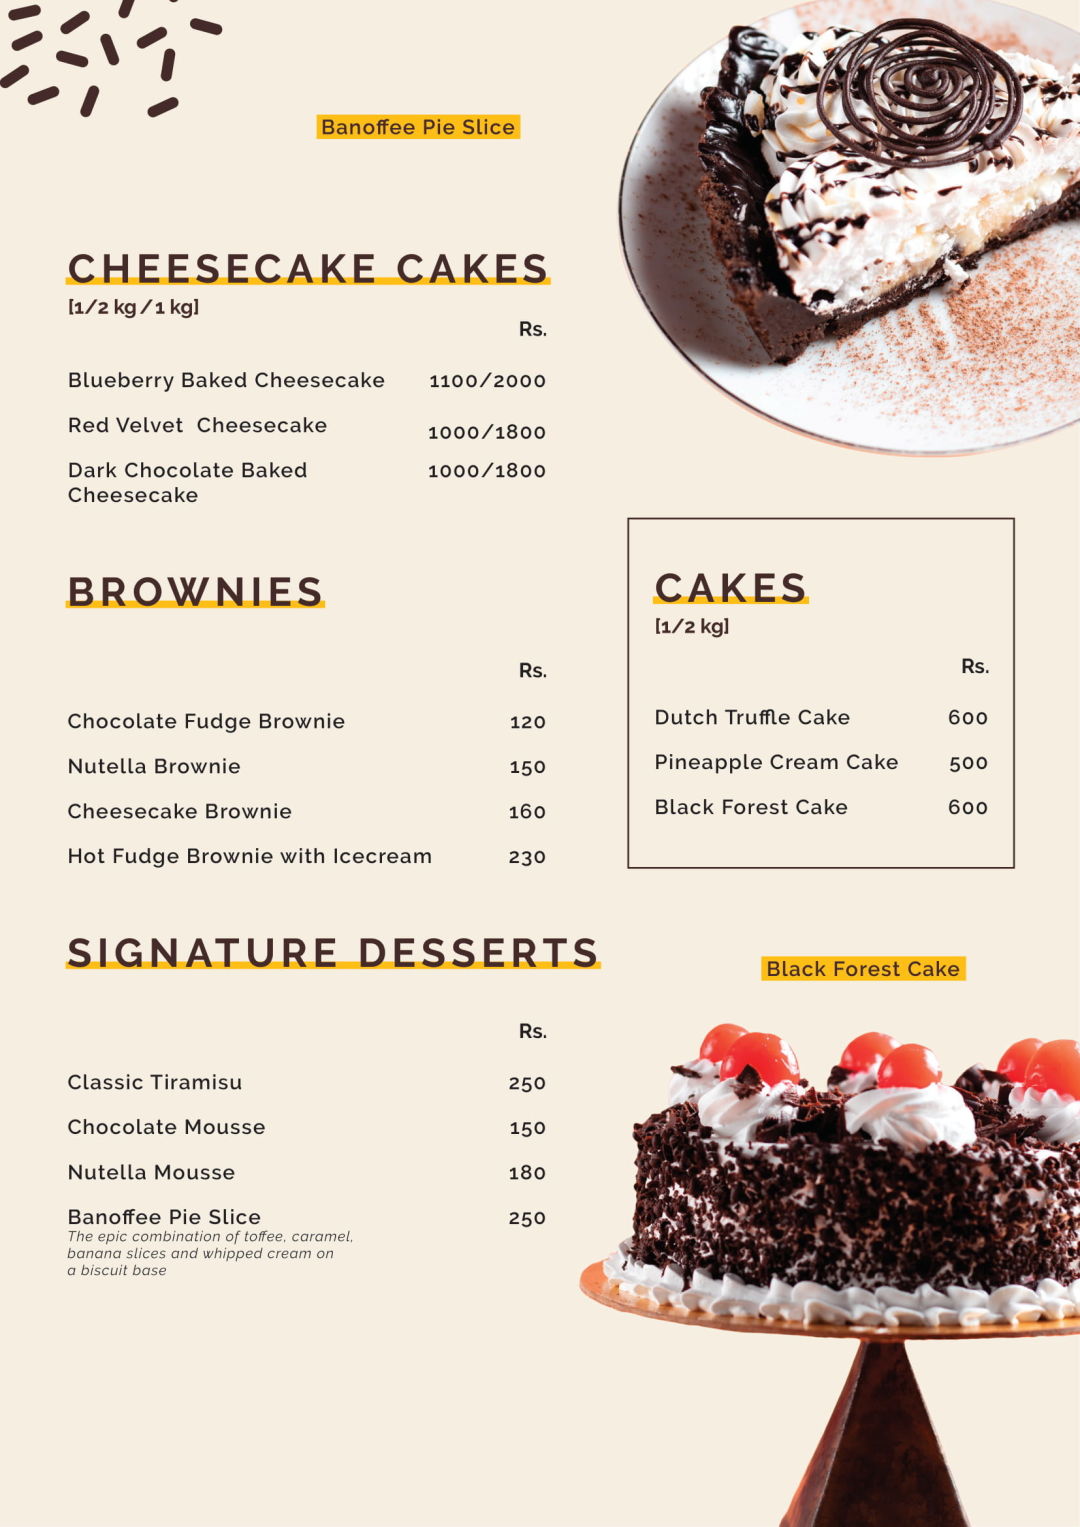 Banoffee Pie Slice
CHEESECAKE CAKES
[1/2 kg / 1 kg]
Rs.
Blueberry Baked Cheesecake 1100/2000
Red Velvet Cheesecake 1000/1800
Dark Chocolate Baked 1000/1800
Cheesecake
BROWNIES
Rs.
Chocolate Fudge Brownie 120
Nutella Brownie 150
Cheesecake Brownie 160
Hot Fudge Brownie with Icecream 230
CAKES
[1/2 kg]
Rs.
Dutch Truffle Cake 600
Pineapple Cream Cake 500
Black Forest Cake 600
SIGNATURE DESSERTS
Rs.
Classic Tiramisu 250
Chocolate Mousse 150
Nutella Mousse 180
Banoffee Pie Slice 250
The epic combination of toffee, caramel,
banana slices and whipped cream on
a biscuit base
Black Forest Cake